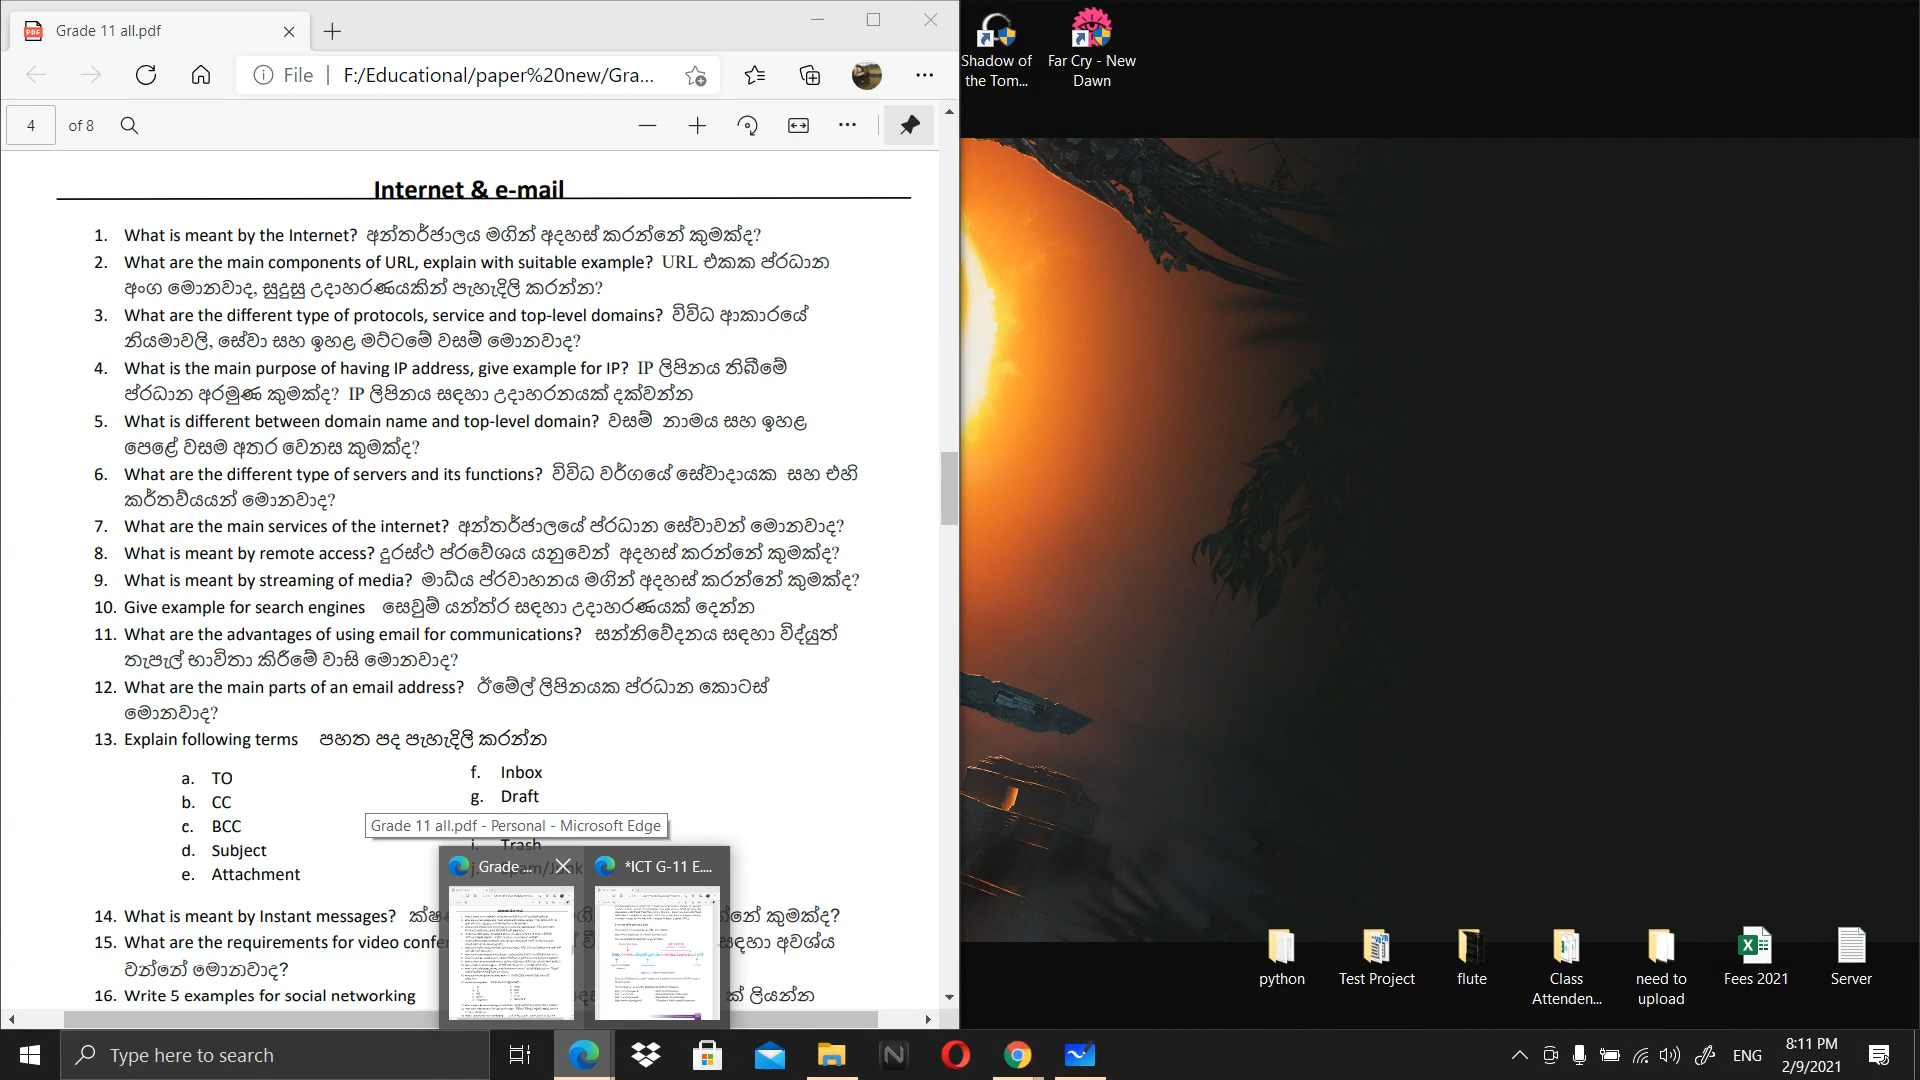 Grade 11 all.pdf
File
F:/Educational/paper%20new/Gra...
4 of 8
Internet & e-mail
1. What is meant by the Internet? අන්තර්ජාලය මගින් අදහස් කරන්නේ කුමක්ද?
2. What are the main components of URL, explain with suitable example? URL එකක ප්රධාන
අංග මොනවාද, සුදුසු උදාහරණයකින් පැහැදිලි කරන්න?
3. What are the different type of protocols, service and top-level domains? විවිධ ආකාරයේ
නියමාවලි, සේවා සහ ඉහළ මට්ටමේ වසම් මොනවාද?
4. What is the main purpose of having IP address, give example for IP? IP ලිපිනය තිබීමේ
ප්රධාන අරමුණ කුමක්ද? IP ලිපිනය සඳහා උදාහරනයක් දක්වන්න
5. What is different between domain name and top-level domain? වසම් නාමය සහ ඉහළ
පෙළේ වසම අතර වෙනස කුමක්ද?
6. What are the different type of servers and its functions? විවිධ වර්ගයේ සේවාදායක සහ එහි
කර්තව්යයන් මොනවාද?
7. What are the main services of the internet? අන්තර්ජාලයේ ප්රධාන සේවාවන් මොනවාද?
8. What is meant by remote access? දුරස්ථ ප්රවේශය යනුවෙන් අදහස් කරන්නේ කුමක්ද?
9. What is meant by streaming of media? මාධ්ය ප්රවාහනය මගින් අදහස් කරන්නේ කුමක්ද?
10. Give example for search engines සෙවුම් යන්ත්ර සඳහා උදාහරණයක් දෙන්න
11. What are the advantages of using email for communications? සන්නිවේදනය සඳහා විද්යුත්
තැපැල් භාවිතා කිරීමේ වාසි මොනවාද?
12. What are the main parts of an email address? ඊමේල් ලිපිනයක ප්රධාන කොටස්
මොනවාද?
13. Explain following terms පහත පද පැහැදිලි කරන්න
a. TO
b. CC
c. BCC
d. Subject
e. Attachment
f. Inbox
g. Draft
i. Trash
j. Spam/Junk
Grade 11 all.pdf - Personal - Microsoft Edge
Grade ...
*ICT G-11 E....
14. What is meant by Instant messages? කුමක්ද?
15. What are the requirements for video සඳහා අවශ්ය
වන්නේ මොනවාද?
16. Write 5 examples for social networking ලියන්න
Shadow of
the Tom...
Far Cry - New
Dawn
python
Test Project
flute
Class
Attenden...
need to
upload
Fees 2021
Server
Type here to search
ENG
8:11 PM
2/9/2021